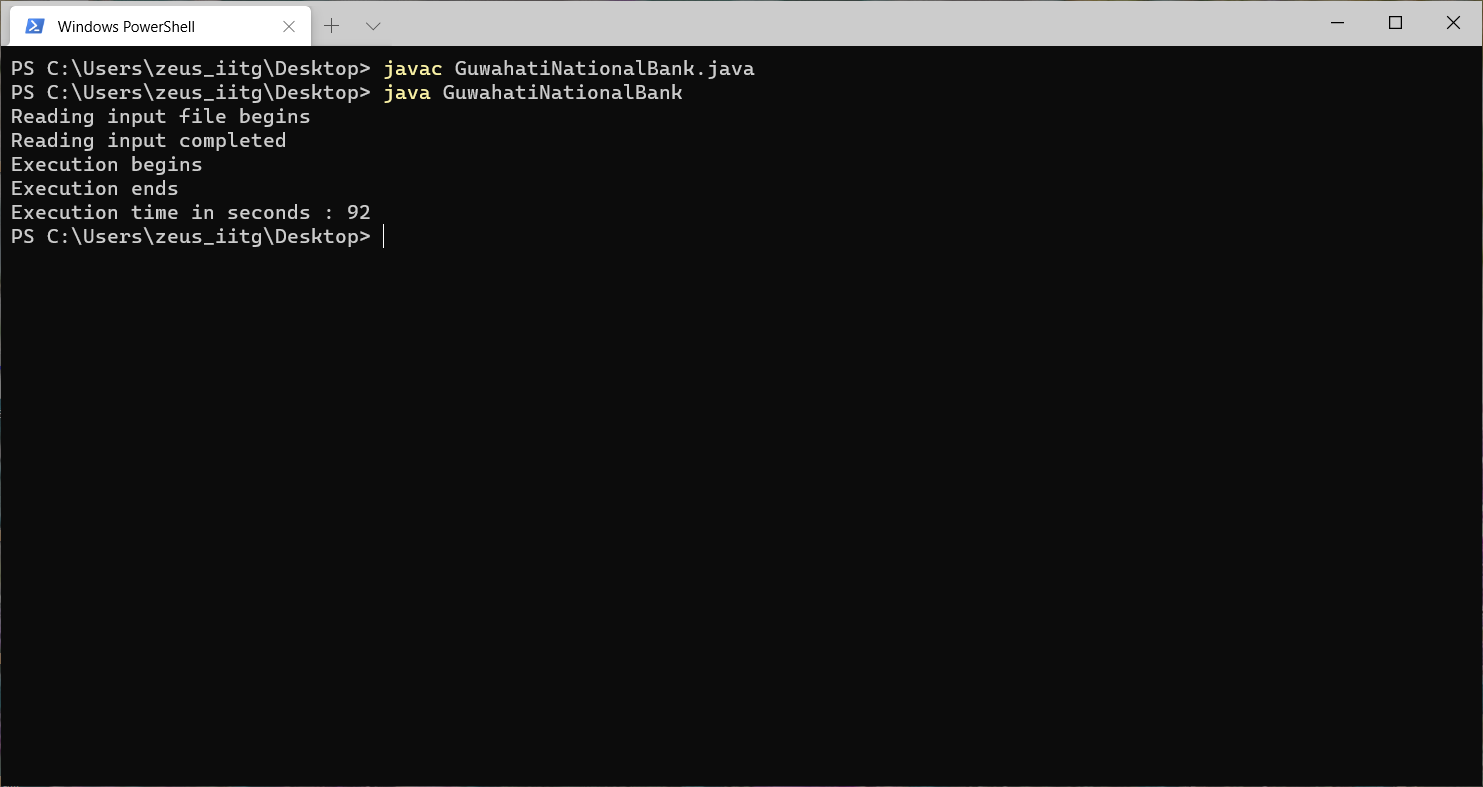 Windows PowerShell
PS C:\Users\zeus_iitg\Desktop> javac GuwahatiNationalBank.java
PS C:\Users\zeus_iitg\Desktop> java GuwahatiNationalBank
Reading input file begins
Reading input completed
Execution begins
Execution ends
Execution time in seconds : 92
PS C:\Users\zeus_iitg\Desktop>